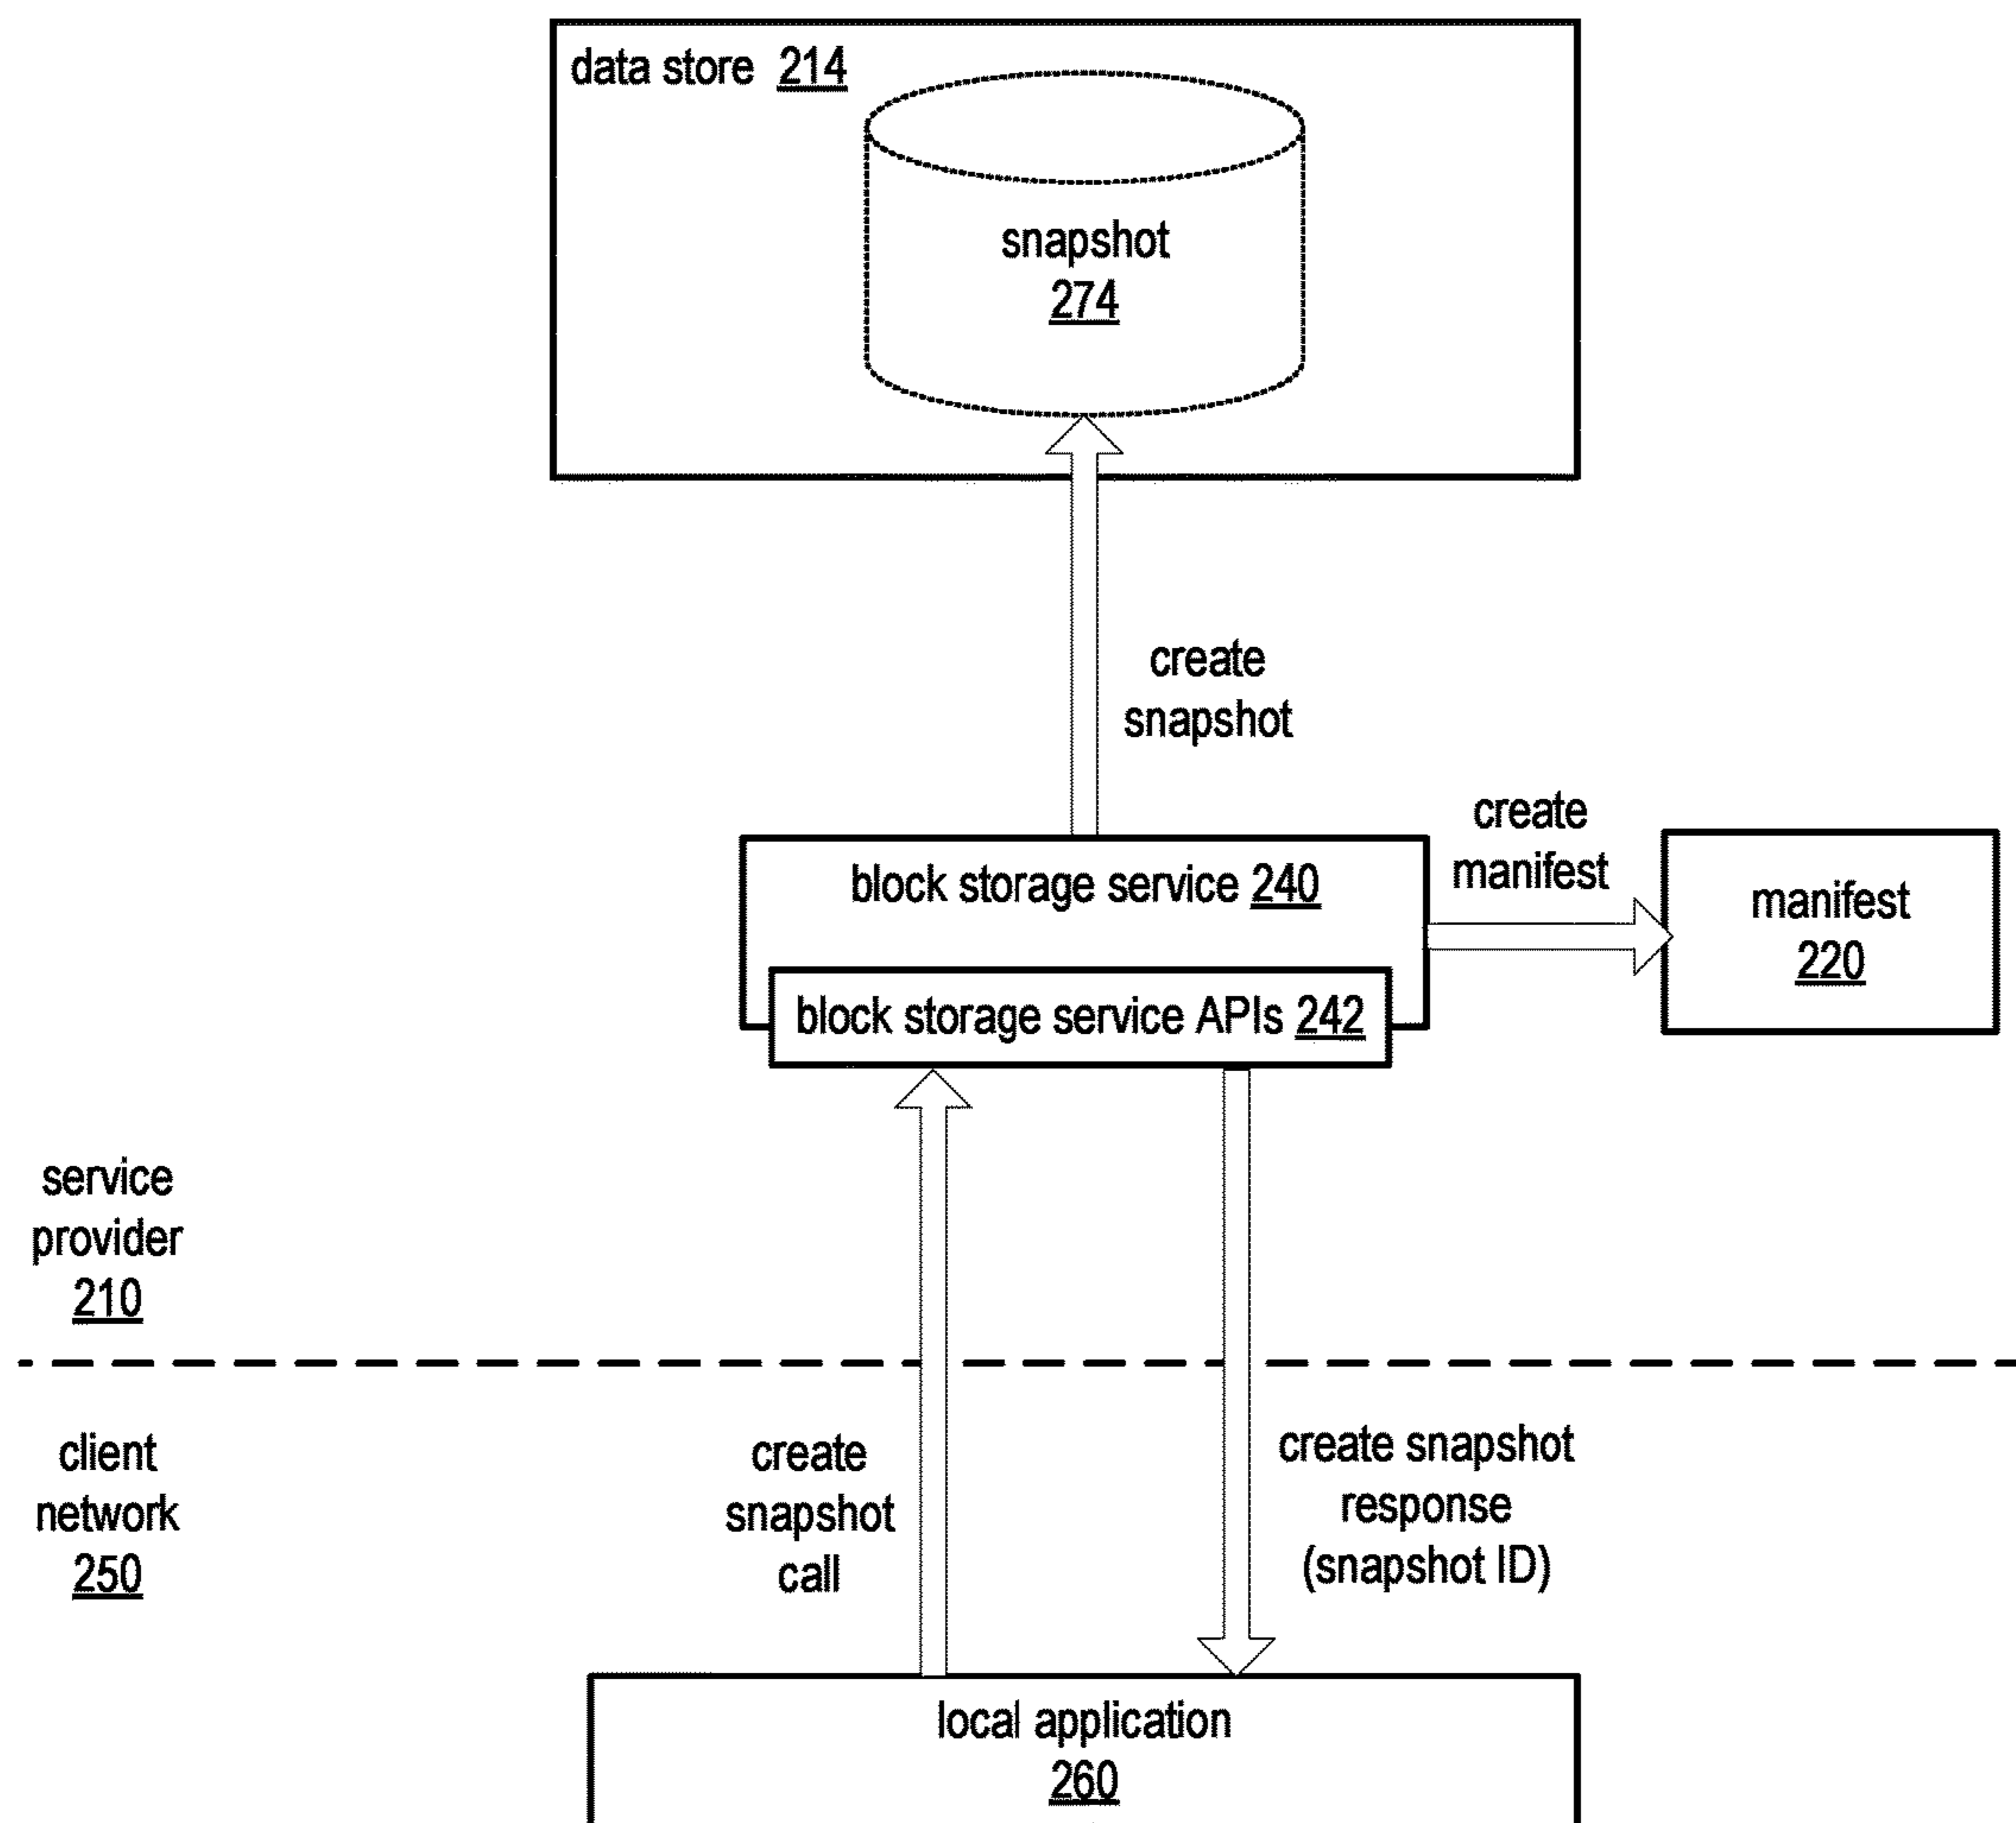 data store 214
snapshot
274
create
snapshot
create
manifest
block storage service 240
manifest
220
block storage service APIs 242
service
provider
210
client
network
250
create
snapshot
call
create snapshot
response
(snapshot ID)
local application
260